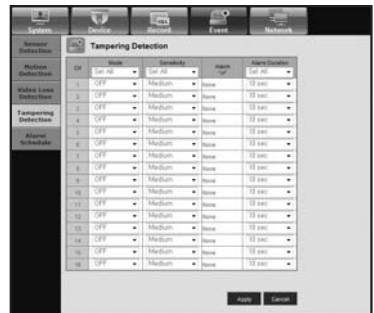 System Device Record Event Network
Sensor Detection
Motion Detection
Video Loss Detection
Tampering Detection
Alarm Schedule
Tampering Detection
CH Mode Sensitivity Alarm Alarm Duration
Set All Set All Set All
1 OFF Medium None 10 sec
2 OFF Medium None 10 sec
3 OFF Medium None 10 sec
4 OFF Medium None 10 sec
5 OFF Medium None 10 sec
6 OFF Medium None 10 sec
7 OFF Medium None 10 sec
8 OFF Medium None 10 sec
9 OFF Medium None 10 sec
10 OFF Medium None 10 sec
11 OFF Medium None 10 sec
12 OFF Medium None 10 sec
13 OFF Medium None 10 sec
14 OFF Medium None 10 sec
15 OFF Medium None 10 sec
16 OFF Medium None 10 sec
Apply Cancel